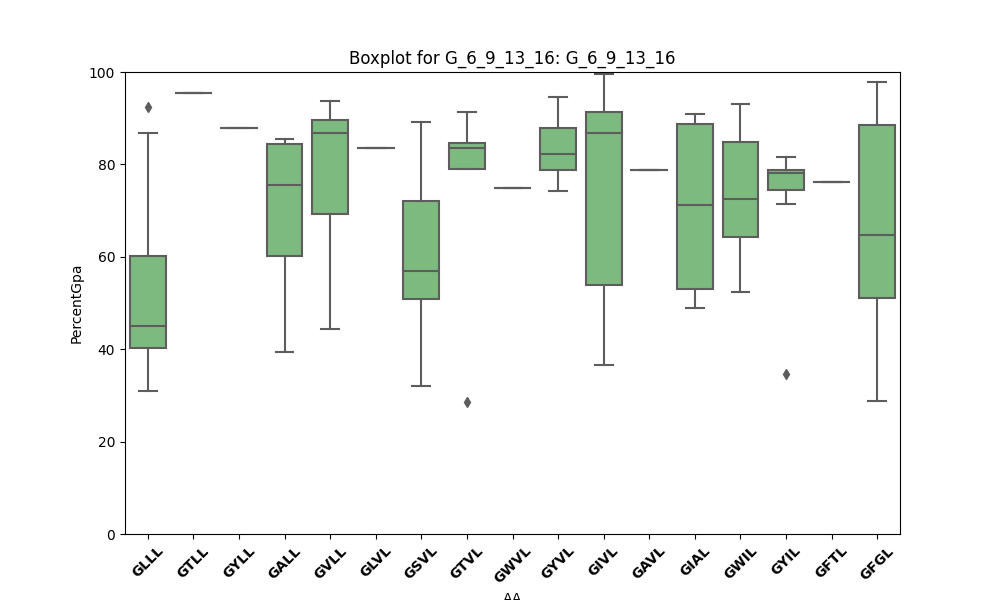 Boxplot for G_6_9_13_16: G_6_9_13_16
100
80
60
40
20
0
PercentGpa
GLLL GTLL GYLL GALL GVLL GLVL GSVL GTVL GWVL GYVL GIVL GAVL GIAL GWIL GYIL GFTL GFGL
AA